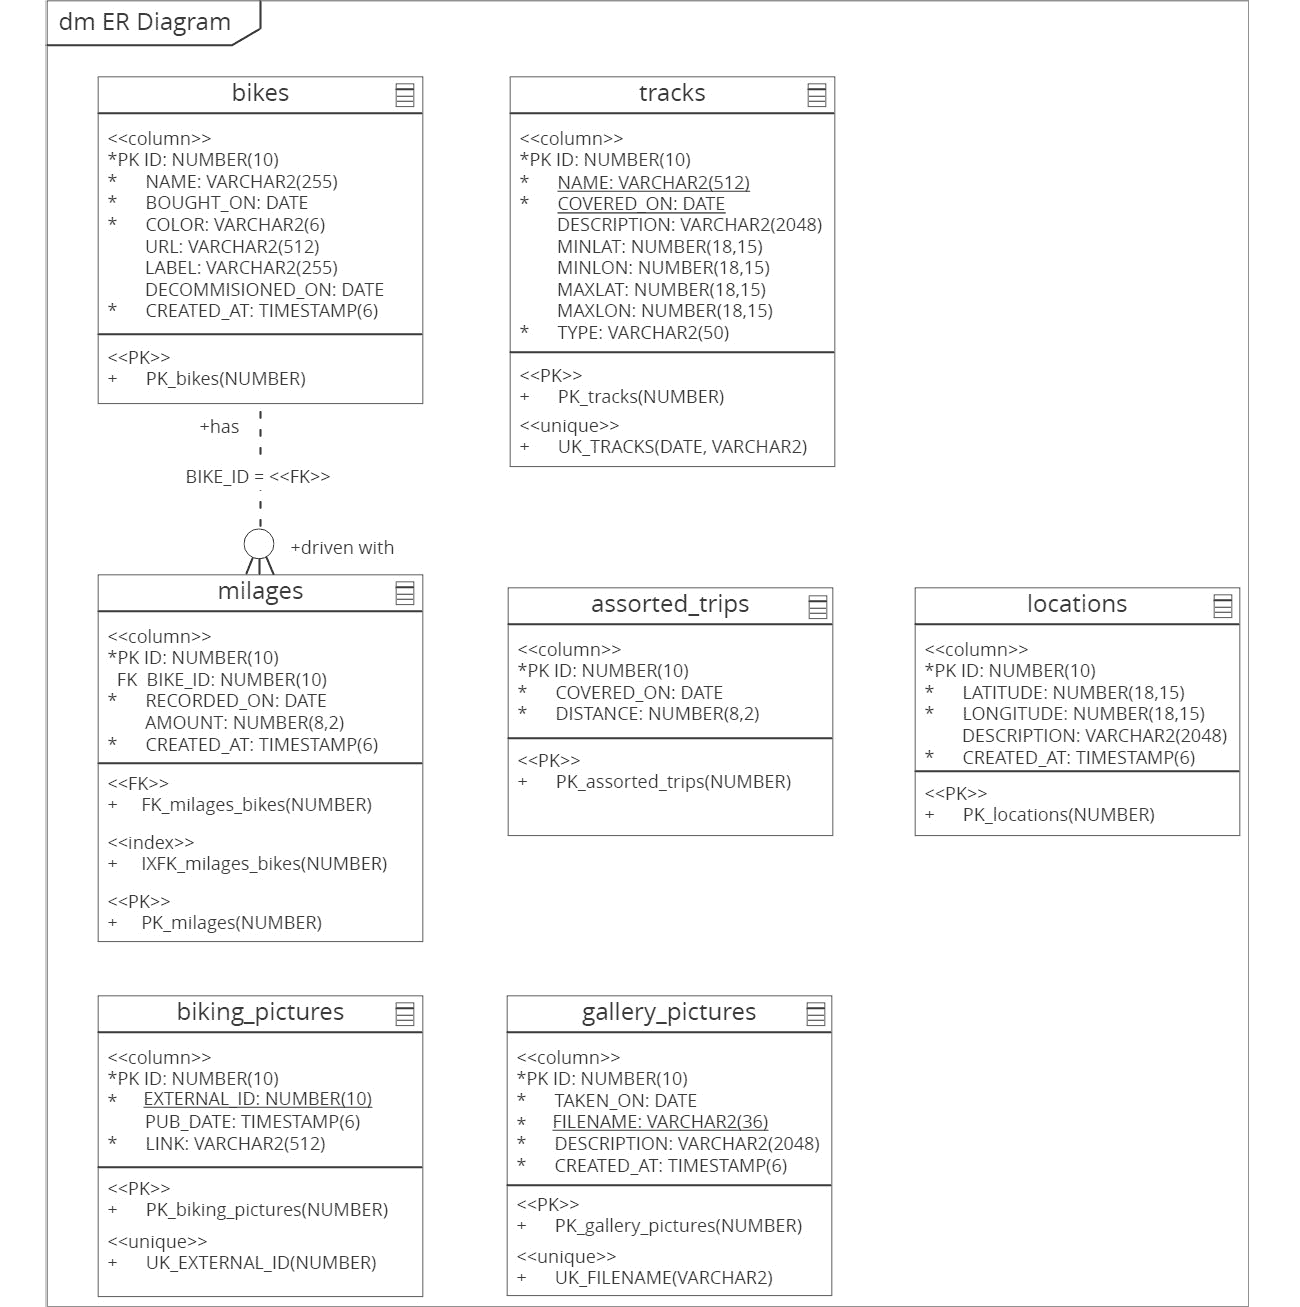 dm ER Diagram
bikes
<<column>>
*PK ID: NUMBER(10)
* NAME: VARCHAR2(255)
* BOUGHT_ON: DATE
* COLOR: VARCHAR2(6)
URL: VARCHAR2(512)
LABEL: VARCHAR2(255)
DECOMMISIONED_ON: DATE
* CREATED_AT: TIMESTAMP(6)
<<PK>>
+ PK_bikes(NUMBER)
tracks
<<column>>
*PK ID: NUMBER(10)
* NAME: VARCHAR2(512)
* COVERED_ON: DATE
DESCRIPTION: VARCHAR2(2048)
MINLAT: NUMBER(18,15)
MINLON: NUMBER(18,15)
MAXLAT: NUMBER(18,15)
MAXLON: NUMBER(18,15)
* TYPE: VARCHAR2(50)
<<PK>>
+ PK_tracks(NUMBER)
<<unique>>
+ UK_TRACKS(DATE, VARCHAR2)
+has
BIKE_ID = <<FK>>
+driven with
milages
<<column>>
*PK ID: NUMBER(10)
FK BIKE_ID: NUMBER(10)
* RECORDED_ON: DATE
AMOUNT: NUMBER(8,2)
* CREATED_AT: TIMESTAMP(6)
<<FK>>
+ FK_milages_bikes(NUMBER)
<<index>>
+ IXFK_milages_bikes(NUMBER)
<<PK>>
+ PK_milages(NUMBER)
assorted_trips
<<column>>
*PK ID: NUMBER(10)
* COVERED_ON: DATE
* DISTANCE: NUMBER(8,2)
<<PK>>
+ PK_assorted_trips(NUMBER)
locations
<<column>>
*PK ID: NUMBER(10)
* LATITUDE: NUMBER(18,15)
* LONGITUDE: NUMBER(18,15)
DESCRIPTION: VARCHAR2(2048)
* CREATED_AT: TIMESTAMP(6)
<<PK>>
+ PK_locations(NUMBER)
biking_pictures
<<column>>
*PK ID: NUMBER(10)
* EXTERNAL_ID: NUMBER(10)
PUB_DATE: TIMESTAMP(6)
* LINK: VARCHAR2(512)
<<PK>>
+ PK_biking_pictures(NUMBER)
<<unique>>
+ UK_EXTERNAL_ID(NUMBER)
gallery_pictures
<<column>>
*PK ID: NUMBER(10)
* TAKEN_ON: DATE
* FILENAME: VARCHAR2(36)
* DESCRIPTION: VARCHAR2(2048)
* CREATED_AT: TIMESTAMP(6)
<<PK>>
+ PK_gallery_pictures(NUMBER)
<<unique>>
+ UK_FILENAME(VARCHAR2)